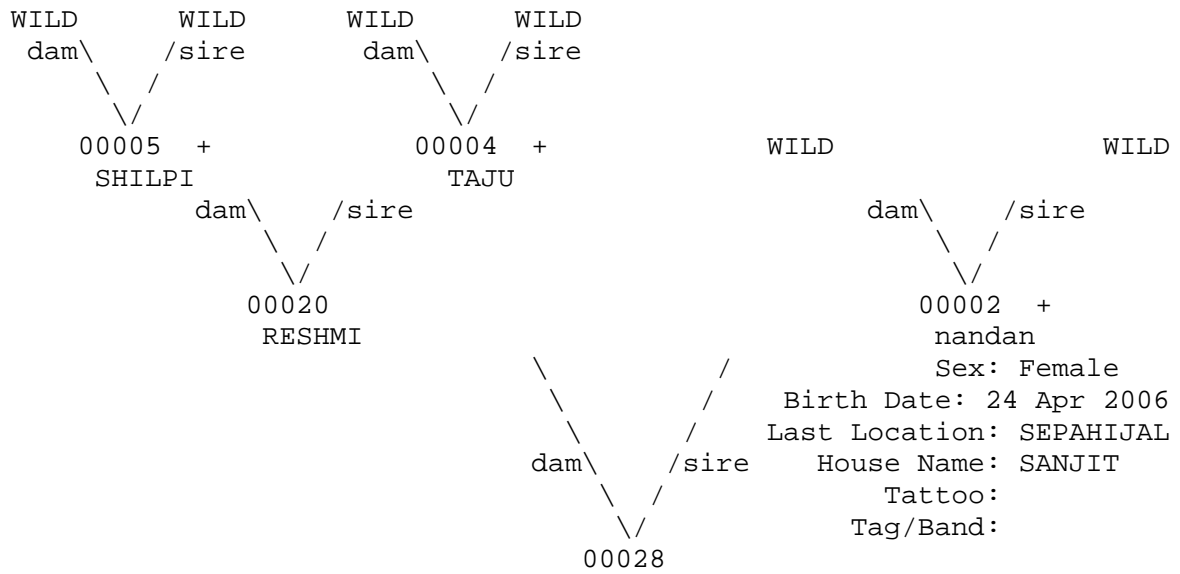 WILD WILD WILD WILD
dam\ /sire dam\ /sire
\ / \ /
\/ \/
00005 + 00004 + WILD WILD
SHILPI TAJU
dam\ /sire dam\ /sire
\ / \ /
\/ \/
00020 00002 +
RESHMI nandan
\ / Sex: Female
\ / Birth Date: 24 Apr 2006
\ / Last Location: SEPAHIJAL
dam\ /sire House Name: SANJIT
\ / Tattoo:
\/ Tag/Band:
00028